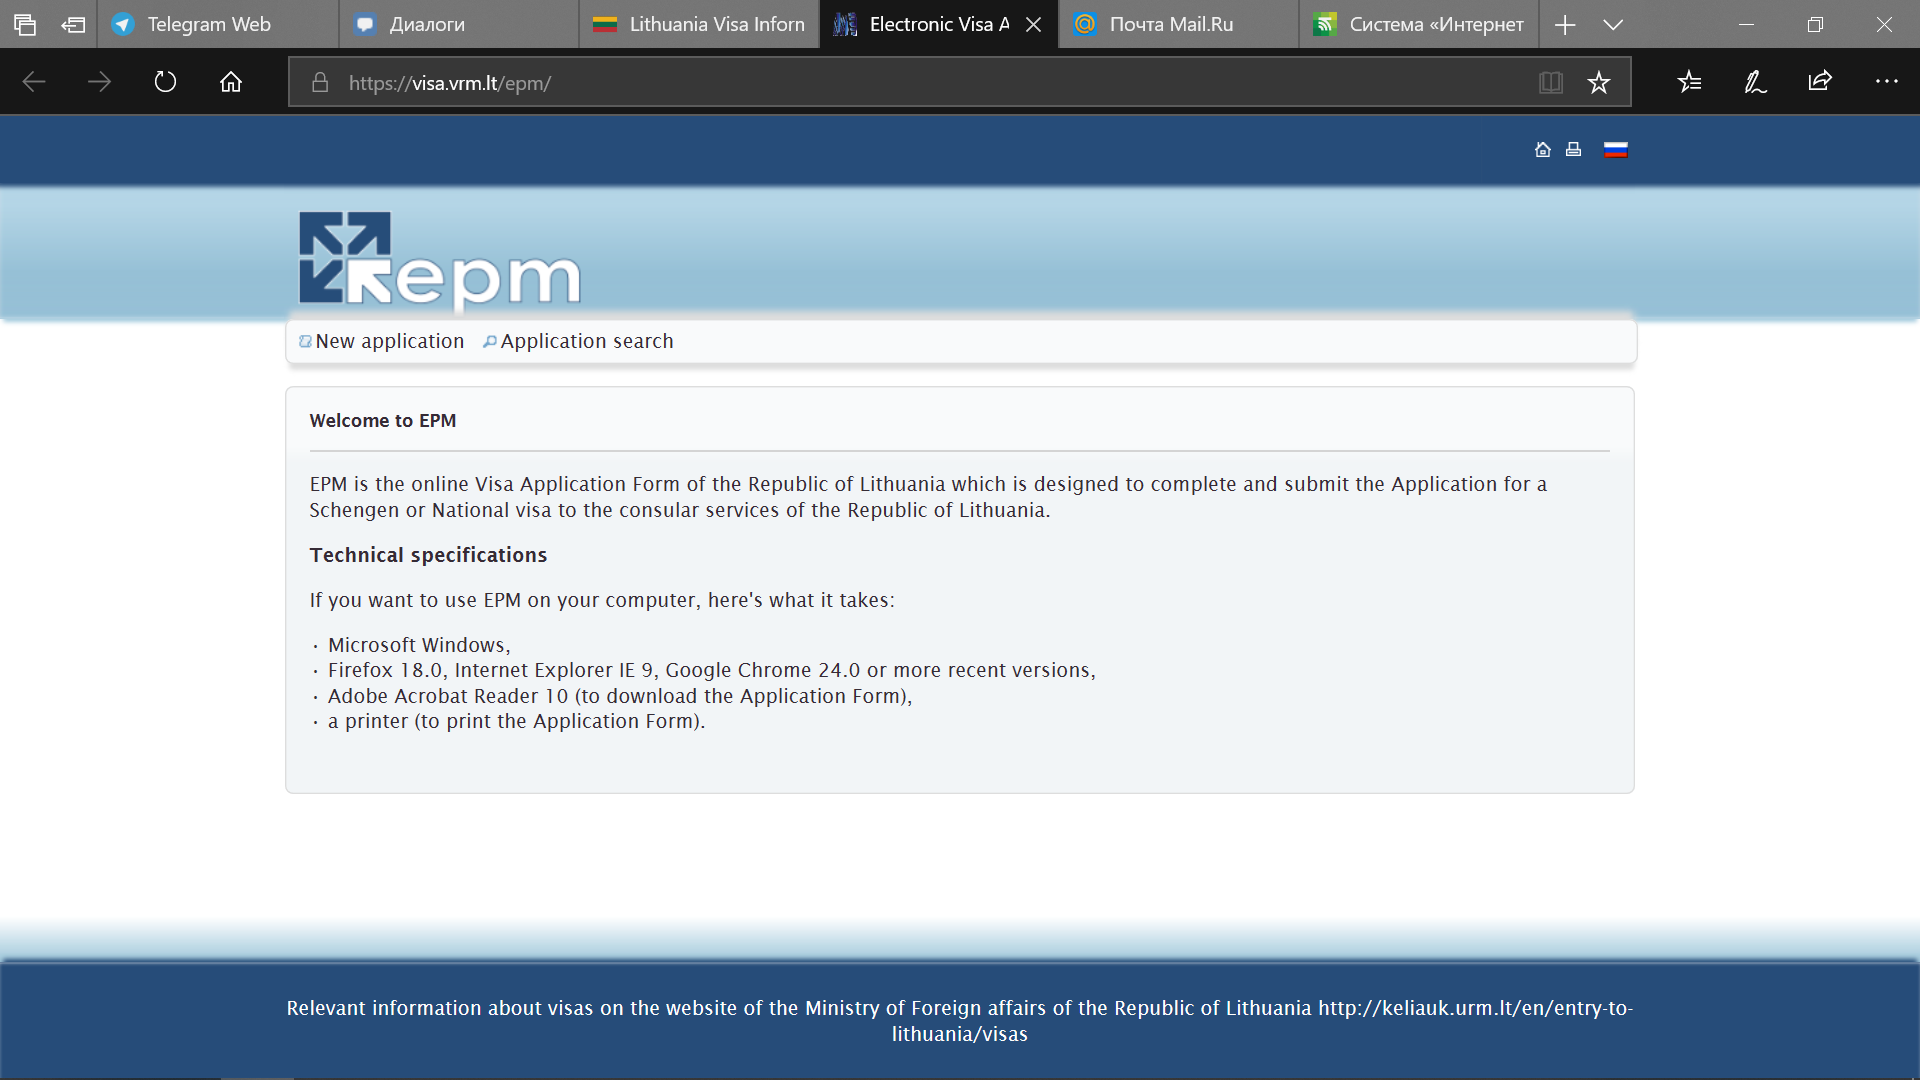 Telegram Web
Диалоги
Lithuania Visa Inforn
Electronic Visa A
Почта Mail.Ru
Система «Интернет
https://visa.vrm.lt/epm/
epm
New application
Application search
Welcome to EPM
EPM is the online Visa Application Form of the Republic of Lithuania which is designed to complete and submit the Application for a
Schengen or National visa to the consular services of the Republic of Lithuania.
Technical specifications
If you want to use EPM on your computer, here's what it takes:
· Microsoft Windows,
· Firefox 18.0, Internet Explorer IE 9, Google Chrome 24.0 or more recent versions,
· Adobe Acrobat Reader 10 (to download the Application Form),
· a printer (to print the Application Form).
Relevant information about visas on the website of the Ministry of Foreign affairs of the Republic of Lithuania http://keliauk.urm.lt/en/entry-to-
lithuania/visas